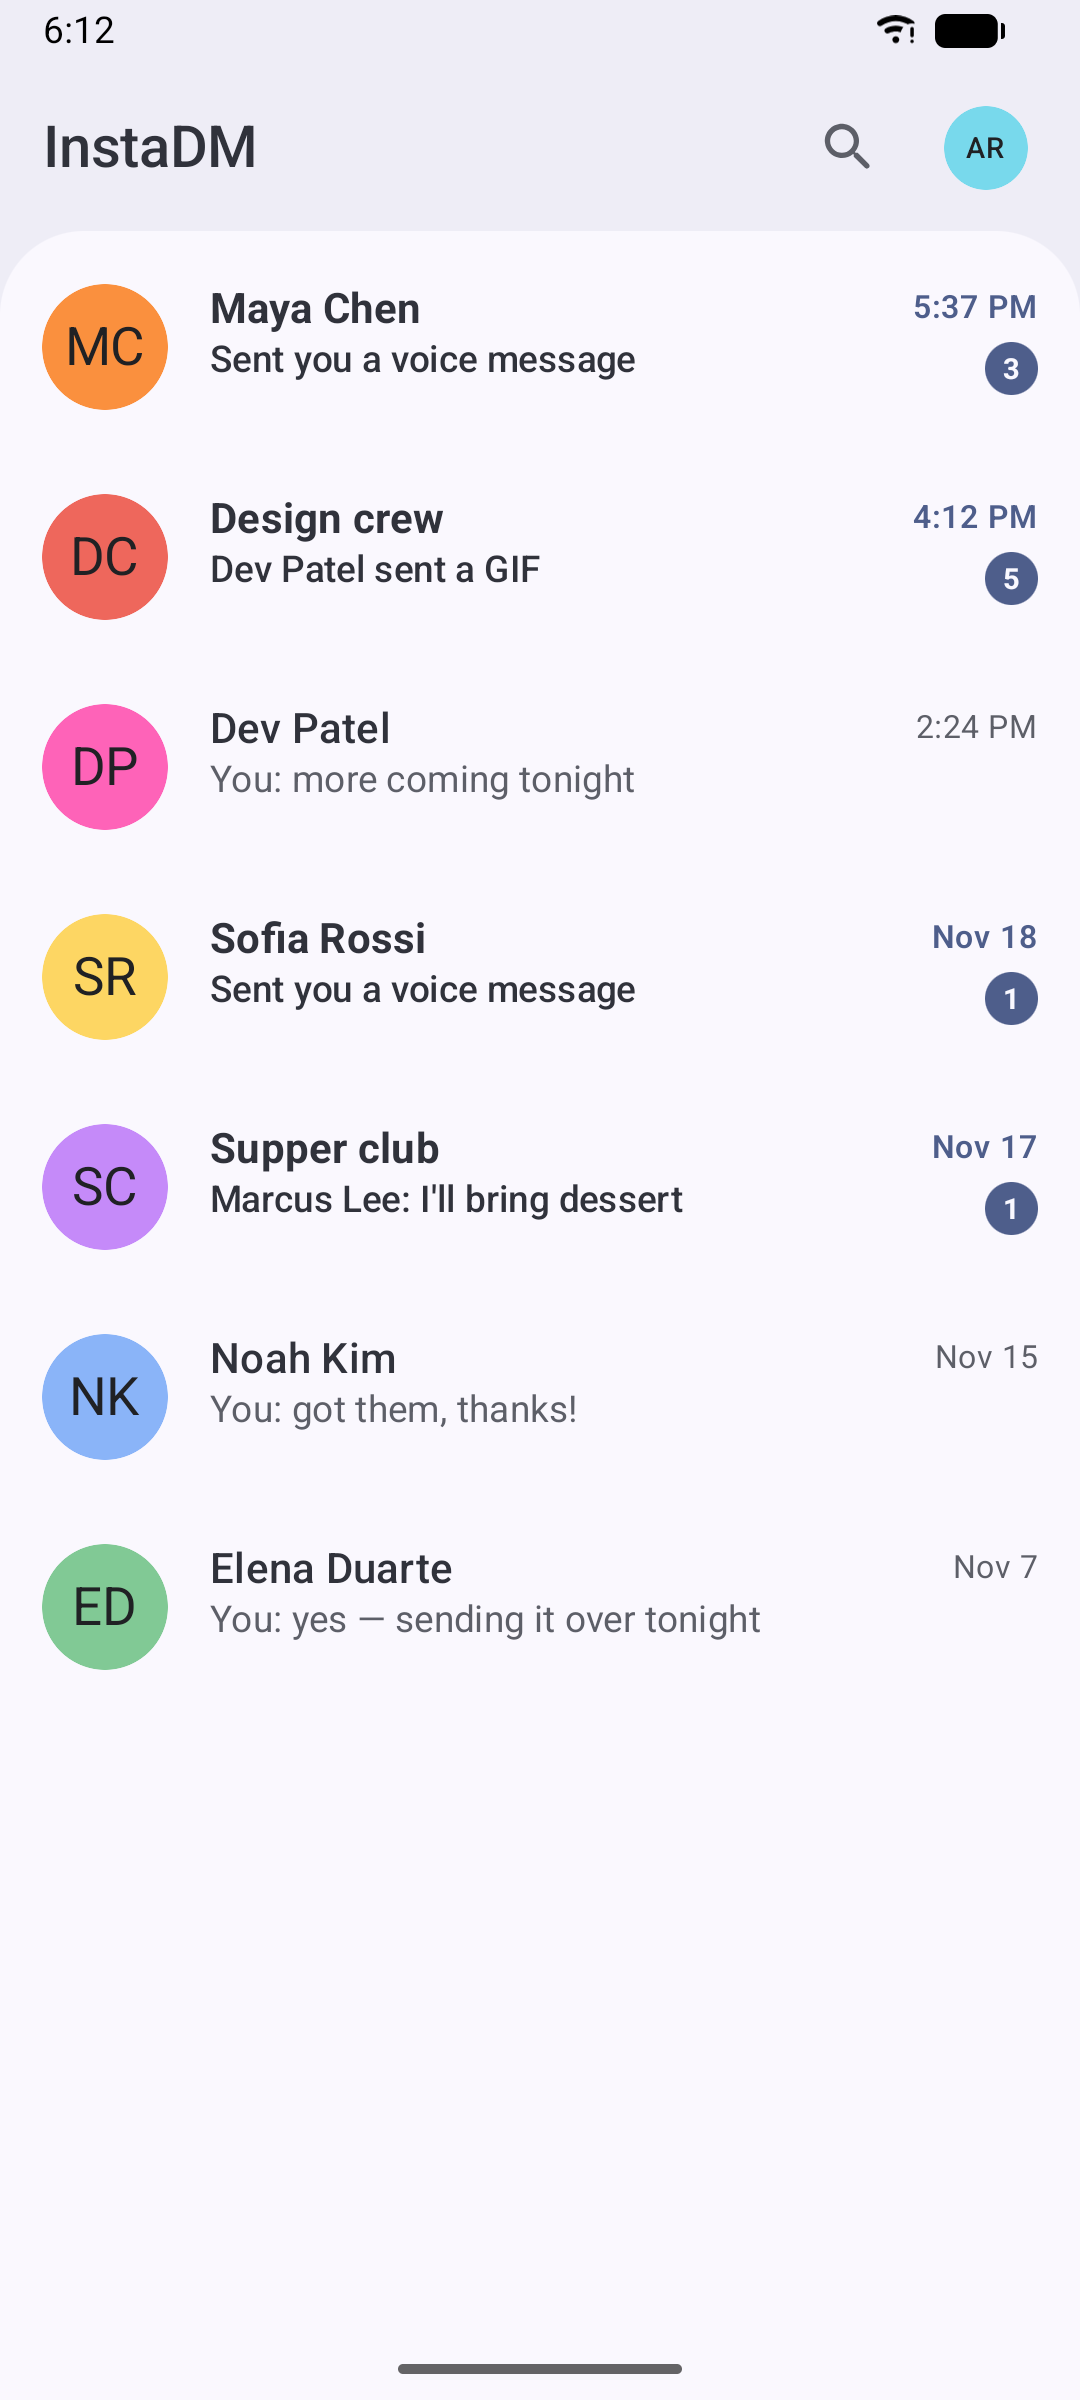 6:12
InstaDM
AR
MC
Maya Chen
5:37 PM
Sent you a voice message
3
DC
Design crew
4:12 PM
Dev Patel sent a GIF
5
DP
Dev Patel
2:24 PM
You: more coming tonight
SR
Sofia Rossi
Nov 18
Sent you a voice message
1
SC
Supper club
Nov 17
Marcus Lee: I'll bring dessert
1
NK
Noah Kim
Nov 15
You: got them, thanks!
ED
Elena Duarte
Nov 7
You: yes — sending it over tonight